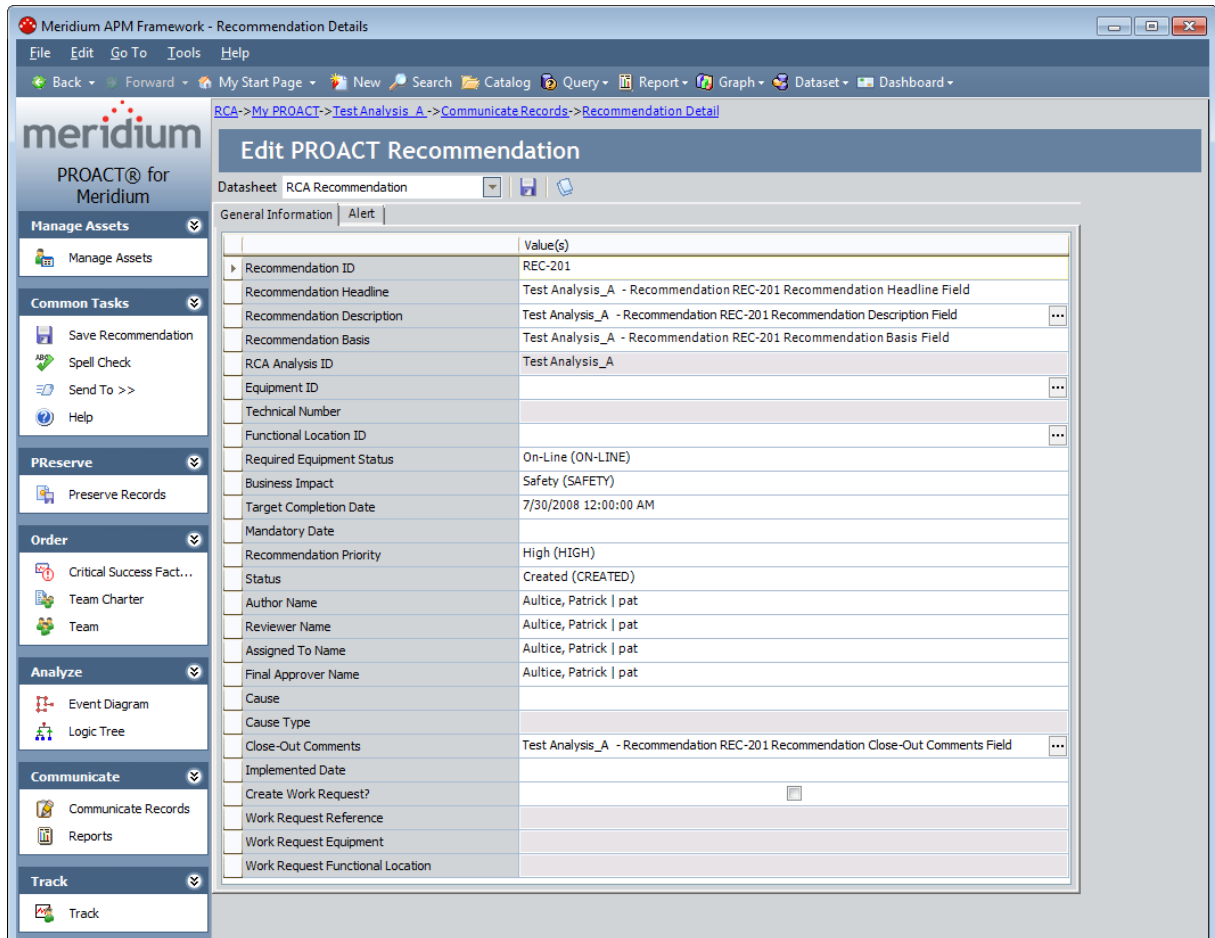 Meridium APM Framework - Recommendation Details
File Edit Go To Tools Help
Back Forward My Start Page New Search Catalog Query Report Graph Dataset Dashboard
meridium
PROACT® for
Meridium
Manage Assets
Manage Assets
Common Tasks
Save Recommendation
ABC
Spell Check
Send To >>
Help
PReserve
Preserve Records
Order
Critical Success Fact...
Team Charter
Team
Analyze
Event Diagram
Logic Tree
Communicate
Communicate Records
Reports
Track
Track
RCA->My PROACT->Test Analysis_A ->Communicate Records->Recommendation Detail
Edit PROACT Recommendation
Datasheet RCA Recommendation
General Information Alert
Value(s)
Recommendation ID REC-201
Recommendation Headline Test Analysis_A - Recommendation REC-201 Recommendation Headline Field
Recommendation Description Test Analysis_A - Recommendation REC-201 Recommendation Description Field ...
Recommendation Basis Test Analysis_A - Recommendation REC-201 Recommendation Basis Field
RCA Analysis ID Test Analysis_A
Equipment ID ...
Technical Number
Functional Location ID ...
Required Equipment Status On-Line (ON-LINE)
Business Impact Safety (SAFETY)
Target Completion Date 7/30/2008 12:00:00 AM
Mandatory Date
Recommendation Priority High (HIGH)
Status Created (CREATED)
Author Name Aultice, Patrick | pat
Reviewer Name Aultice, Patrick | pat
Assigned To Name Aultice, Patrick | pat
Final Approver Name Aultice, Patrick | pat
Cause
Cause Type
Close-Out Comments Test Analysis_A - Recommendation REC-201 Recommendation Close-Out Comments Field ...
Implemented Date
Create Work Request?
Work Request Reference
Work Request Equipment
Work Request Functional Location